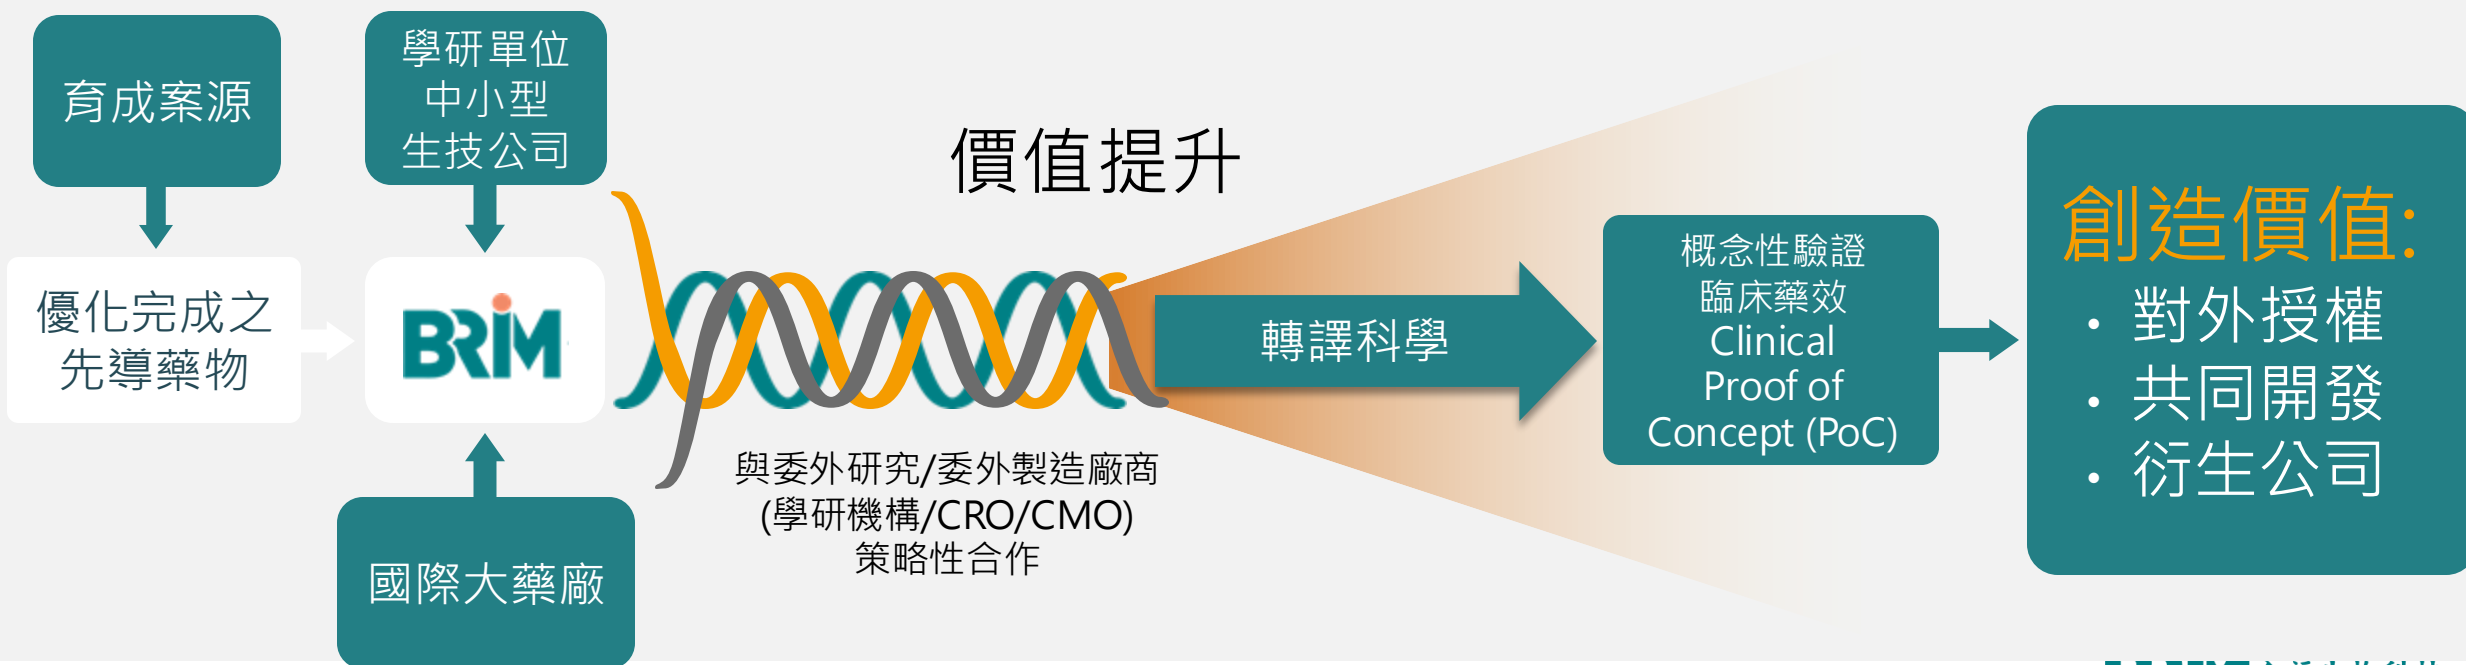 育成案源
優化完成之
先導藥物
學研單位
中小型
生技公司
BRIM
國際大藥廠
價值提升
與委外研究/委外製造廠商
(學研機構/CRO/CMO)
策略性合作
轉譯科學
概念性驗證
臨床藥效
Clinical
Proof of
Concept (PoC)
創造價值:
• 對外授權
• 共同開發
• 衍生公司